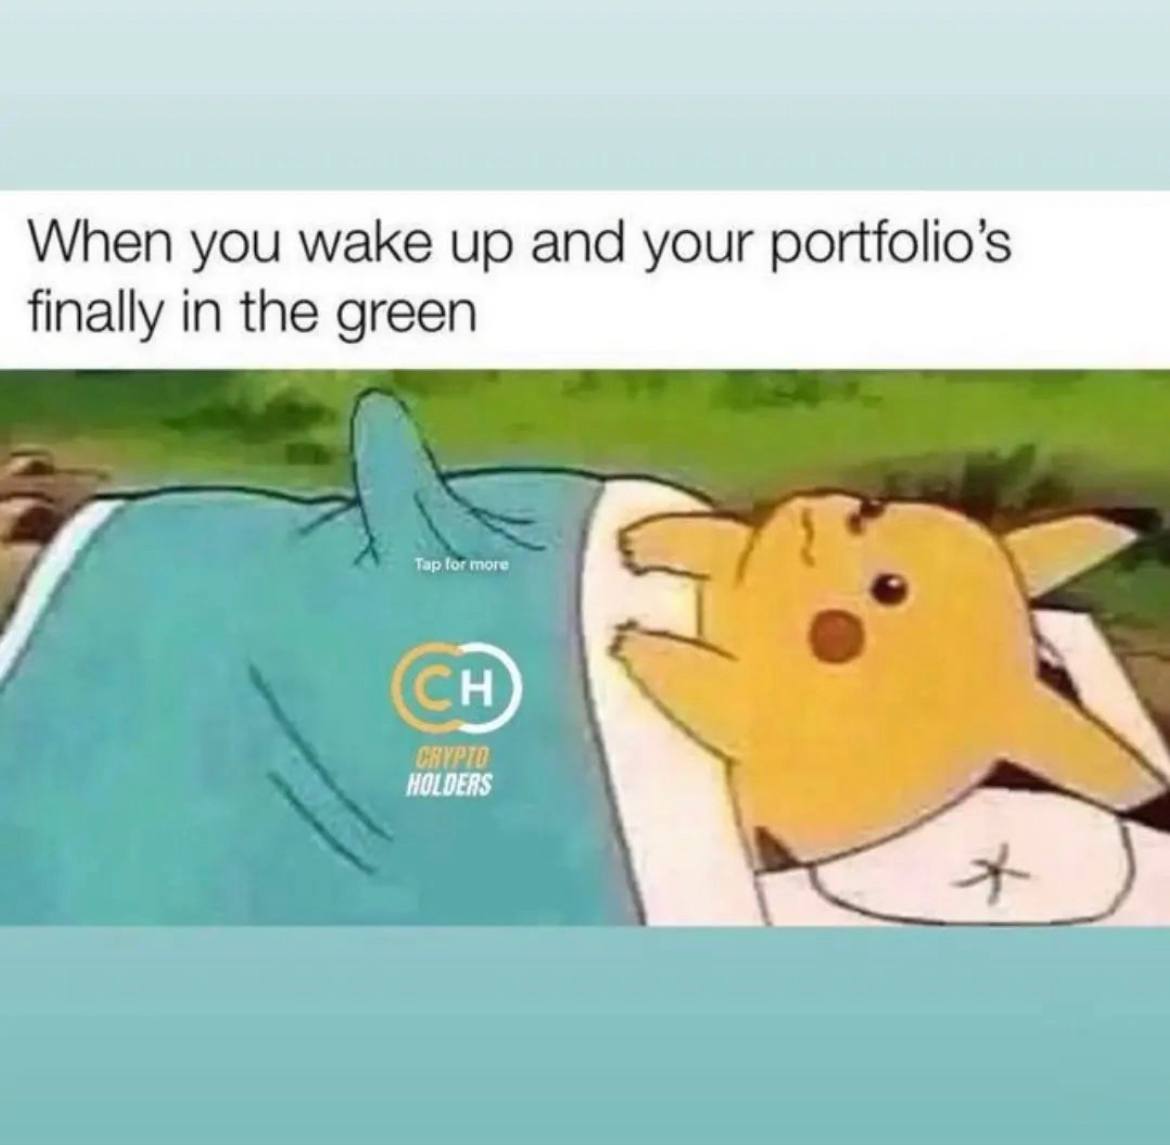 When you wake up and your portfolio's
finally in the green
Tap for more
CH
CRYPTO
HOLDERS